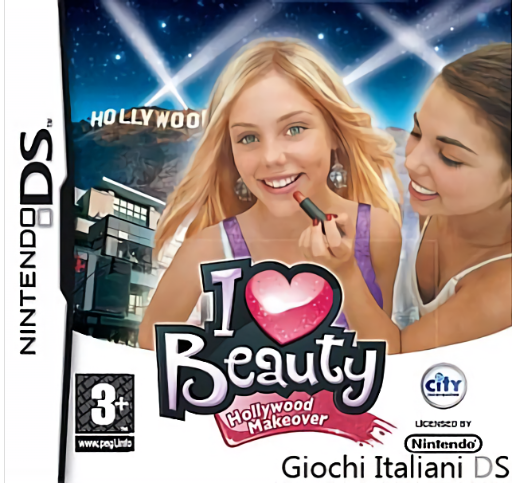 NINTENDO DS
HOLLYWOO
I
Beauty
Hollywood
Makeover
3+
www.pegi.info
city
LICENSED BY
Nintendo
Giochi Italiani DS